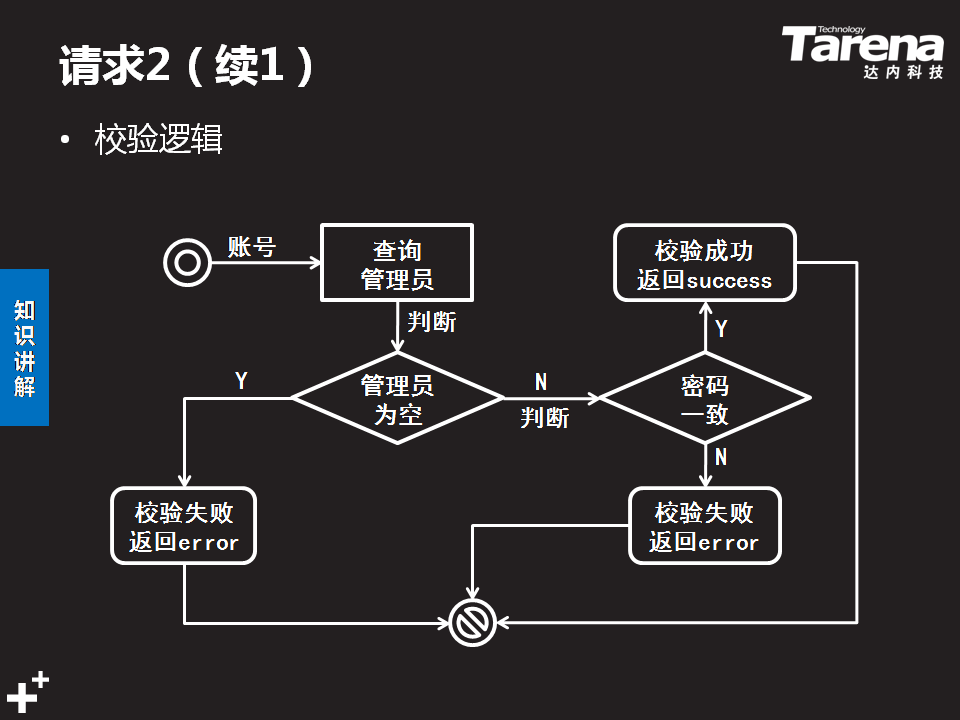 Technology
Tarena
达内科技
请求2（续1）
• 校验逻辑
知
识
讲
解
账号
查询
管理员
校验成功
返回success
判断
Y
Y
管理员
为空
N
判断
密码
一致
N
校验失败
返回error
校验失败
返回error